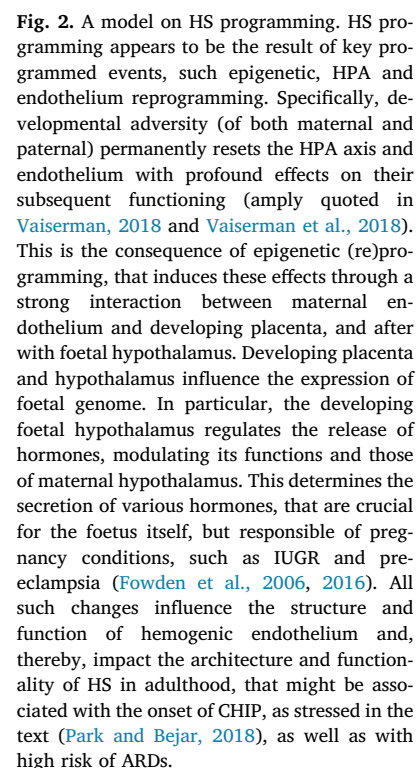 Fig. 2. A model on HS programming. HS pro-
gramming appears to be the result of key pro-
grammed events, such epigenetic, HPA and
endothelium reprogramming. Specifically, de-
velopmental adversity (of both maternal and
paternal) permanently resets the HPA axis and
endothelium with profound effects on their
subsequent functioning (amply quoted in
Vaiserman, 2018 and Vaiserman et al., 2018).
This is the consequence of epigenetic (re)pro-
gramming, that induces these effects through a
strong interaction between maternal en-
dothelium and developing placenta, and after
with foetal hypothalamus. Developing placenta
and hypothalamus influence the expression of
foetal genome. In particular, the developing
foetal hypothalamus regulates the release of
hormones, modulating its functions and those
of maternal hypothalamus. This determines the
secretion of various hormones, that are crucial
for the foetus itself, but responsible of preg-
nancy conditions, such as IUGR and pre-
eclampsia (Fowden et al., 2006, 2016). All
such changes influence the structure and
function of hemogenic endothelium and,
thereby, impact the architecture and function-
ality of HS in adulthood, that might be asso-
ciated with the onset of CHIP, as stressed in the
text (Park and Bejar, 2018), as well as with
high risk of ARDs.